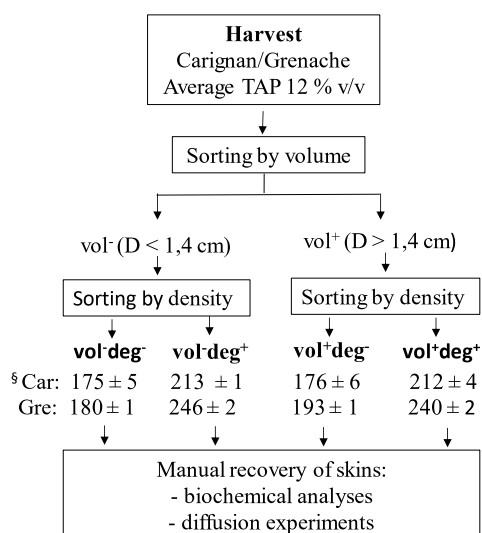 Harvest
Carignan/Grenache
Average TAP 12 % v/v
Sorting by volume
vol- (D < 1,4 cm)
vol+ (D > 1,4 cm)
Sorting by density
Sorting by density
vol-deg- vol-deg+ vol+deg- vol+deg+
§ Car: 175 ± 5 213 ± 1 176 ± 6 212 ± 4
Gre: 180 ± 1 246 ± 2 193 ± 1 240 ± 2
Manual recovery of skins:
- biochemical analyses
- diffusion experiments